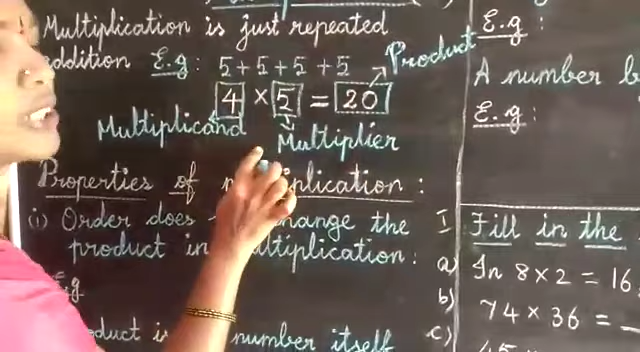 Multiplication is just repeated
addition E.g: 5+5+5+5
Product
4 × 5 = 20
Multiplicand Multiplier
Properties of :
(i) Order does change the
product in :
E.g
number itself
E.g :
A number
E.g :
I Fill in the
a) In 8 × 2 = 16
b) 74 × 36 =
c)